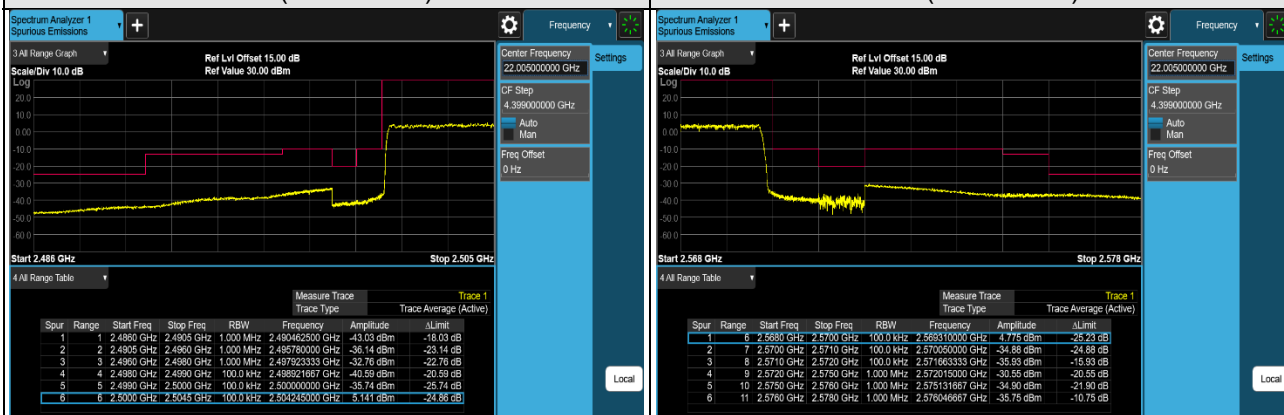 Spectrum Analyzer 1
Spurious Emissions
Frequency
3 All Range Graph
Ref Lvl Offset 15.00 dB
Scale/Div 10.0 dB
Ref Value 30.00 dBm
Log
20.0
10.0
0.00
-10.0
-20.0
-30.0
-40.0
-50.0
-60.0
Start 2.486 GHz
Stop 2.505 GHz
Center Frequency
22.005000000 GHz
Settings
CF Step
4.399000000 GHz
Auto
Man
Freq Offset
0 Hz
4 All Range Table
Measure Trace Trace 1
Trace Type Trace Average (Active)
Spur Range Start Freq Stop Freq RBW Frequency Amplitude ΔLimit
1 1 2.4860 GHz 2.4905 GHz 1.000 MHz 2.490462500 GHz -43.03 dBm -18.03 dB
2 2 2.4905 GHz 2.4960 GHz 1.000 MHz 2.495780000 GHz -36.14 dBm -23.14 dB
3 3 2.4960 GHz 2.4980 GHz 1.000 MHz 2.497923333 GHz -32.76 dBm -22.76 dB
4 4 2.4980 GHz 2.4990 GHz 100.0 kHz 2.498921667 GHz -40.59 dBm -20.59 dB
5 5 2.4990 GHz 2.5000 GHz 100.0 kHz 2.500000000 GHz -35.74 dBm -25.74 dB
6 6 2.5000 GHz 2.5045 GHz 100.0 kHz 2.504245000 GHz 5.141 dBm -24.86 dB
Local
Spectrum Analyzer 1
Spurious Emissions
Frequency
3 All Range Graph
Ref Lvl Offset 15.00 dB
Scale/Div 10.0 dB
Ref Value 30.00 dBm
Log
20.0
10.0
0.00
-10.0
-20.0
-30.0
-40.0
-50.0
-60.0
Start 2.568 GHz
Stop 2.578 GHz
Center Frequency
22.005000000 GHz
Settings
CF Step
4.399000000 GHz
Auto
Man
Freq Offset
0 Hz
4 All Range Table
Measure Trace Trace 1
Trace Type Trace Average (Active)
Spur Range Start Freq Stop Freq RBW Frequency Amplitude ΔLimit
1 6 2.5680 GHz 2.5700 GHz 100.0 kHz 2.569310000 GHz 4.775 dBm -25.23 dB
2 7 2.5700 GHz 2.5710 GHz 100.0 kHz 2.570050000 GHz -34.88 dBm -24.88 dB
3 8 2.5710 GHz 2.5720 GHz 100.0 kHz 2.571663333 GHz -35.93 dBm -15.93 dB
4 9 2.5720 GHz 2.5750 GHz 1.000 MHz 2.572015000 GHz -30.55 dBm -20.55 dB
5 10 2.5750 GHz 2.5760 GHz 1.000 MHz 2.575131667 GHz -34.90 dBm -21.90 dB
6 11 2.5760 GHz 2.5780 GHz 1.000 MHz 2.576046667 GHz -35.75 dBm -10.75 dB
Local